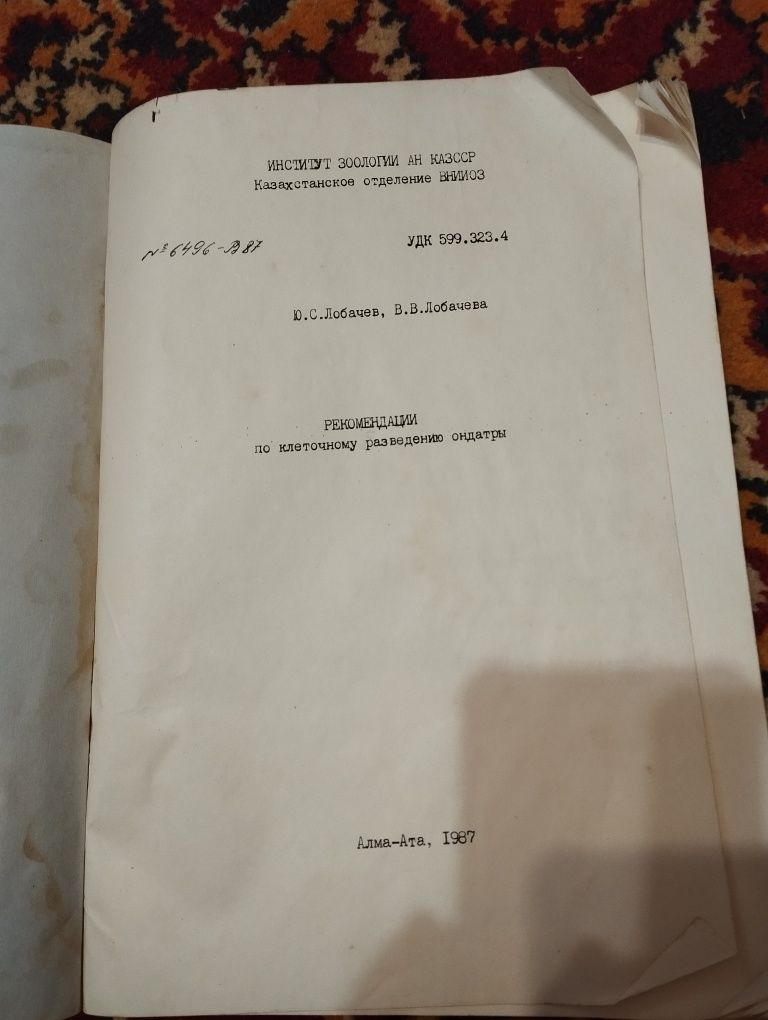 ИНСТИТУТ ЗООЛОГИИ АН КАЗССР
Казахстанское отделение ВНИИОЗ
№ 6496-В87
УДК 599.323.4
Ю.С.Лобачев, В.В.Лобачева
РЕКОМЕНДАЦИИ
по клеточному разведению ондатры
Алма-Ата, 1987